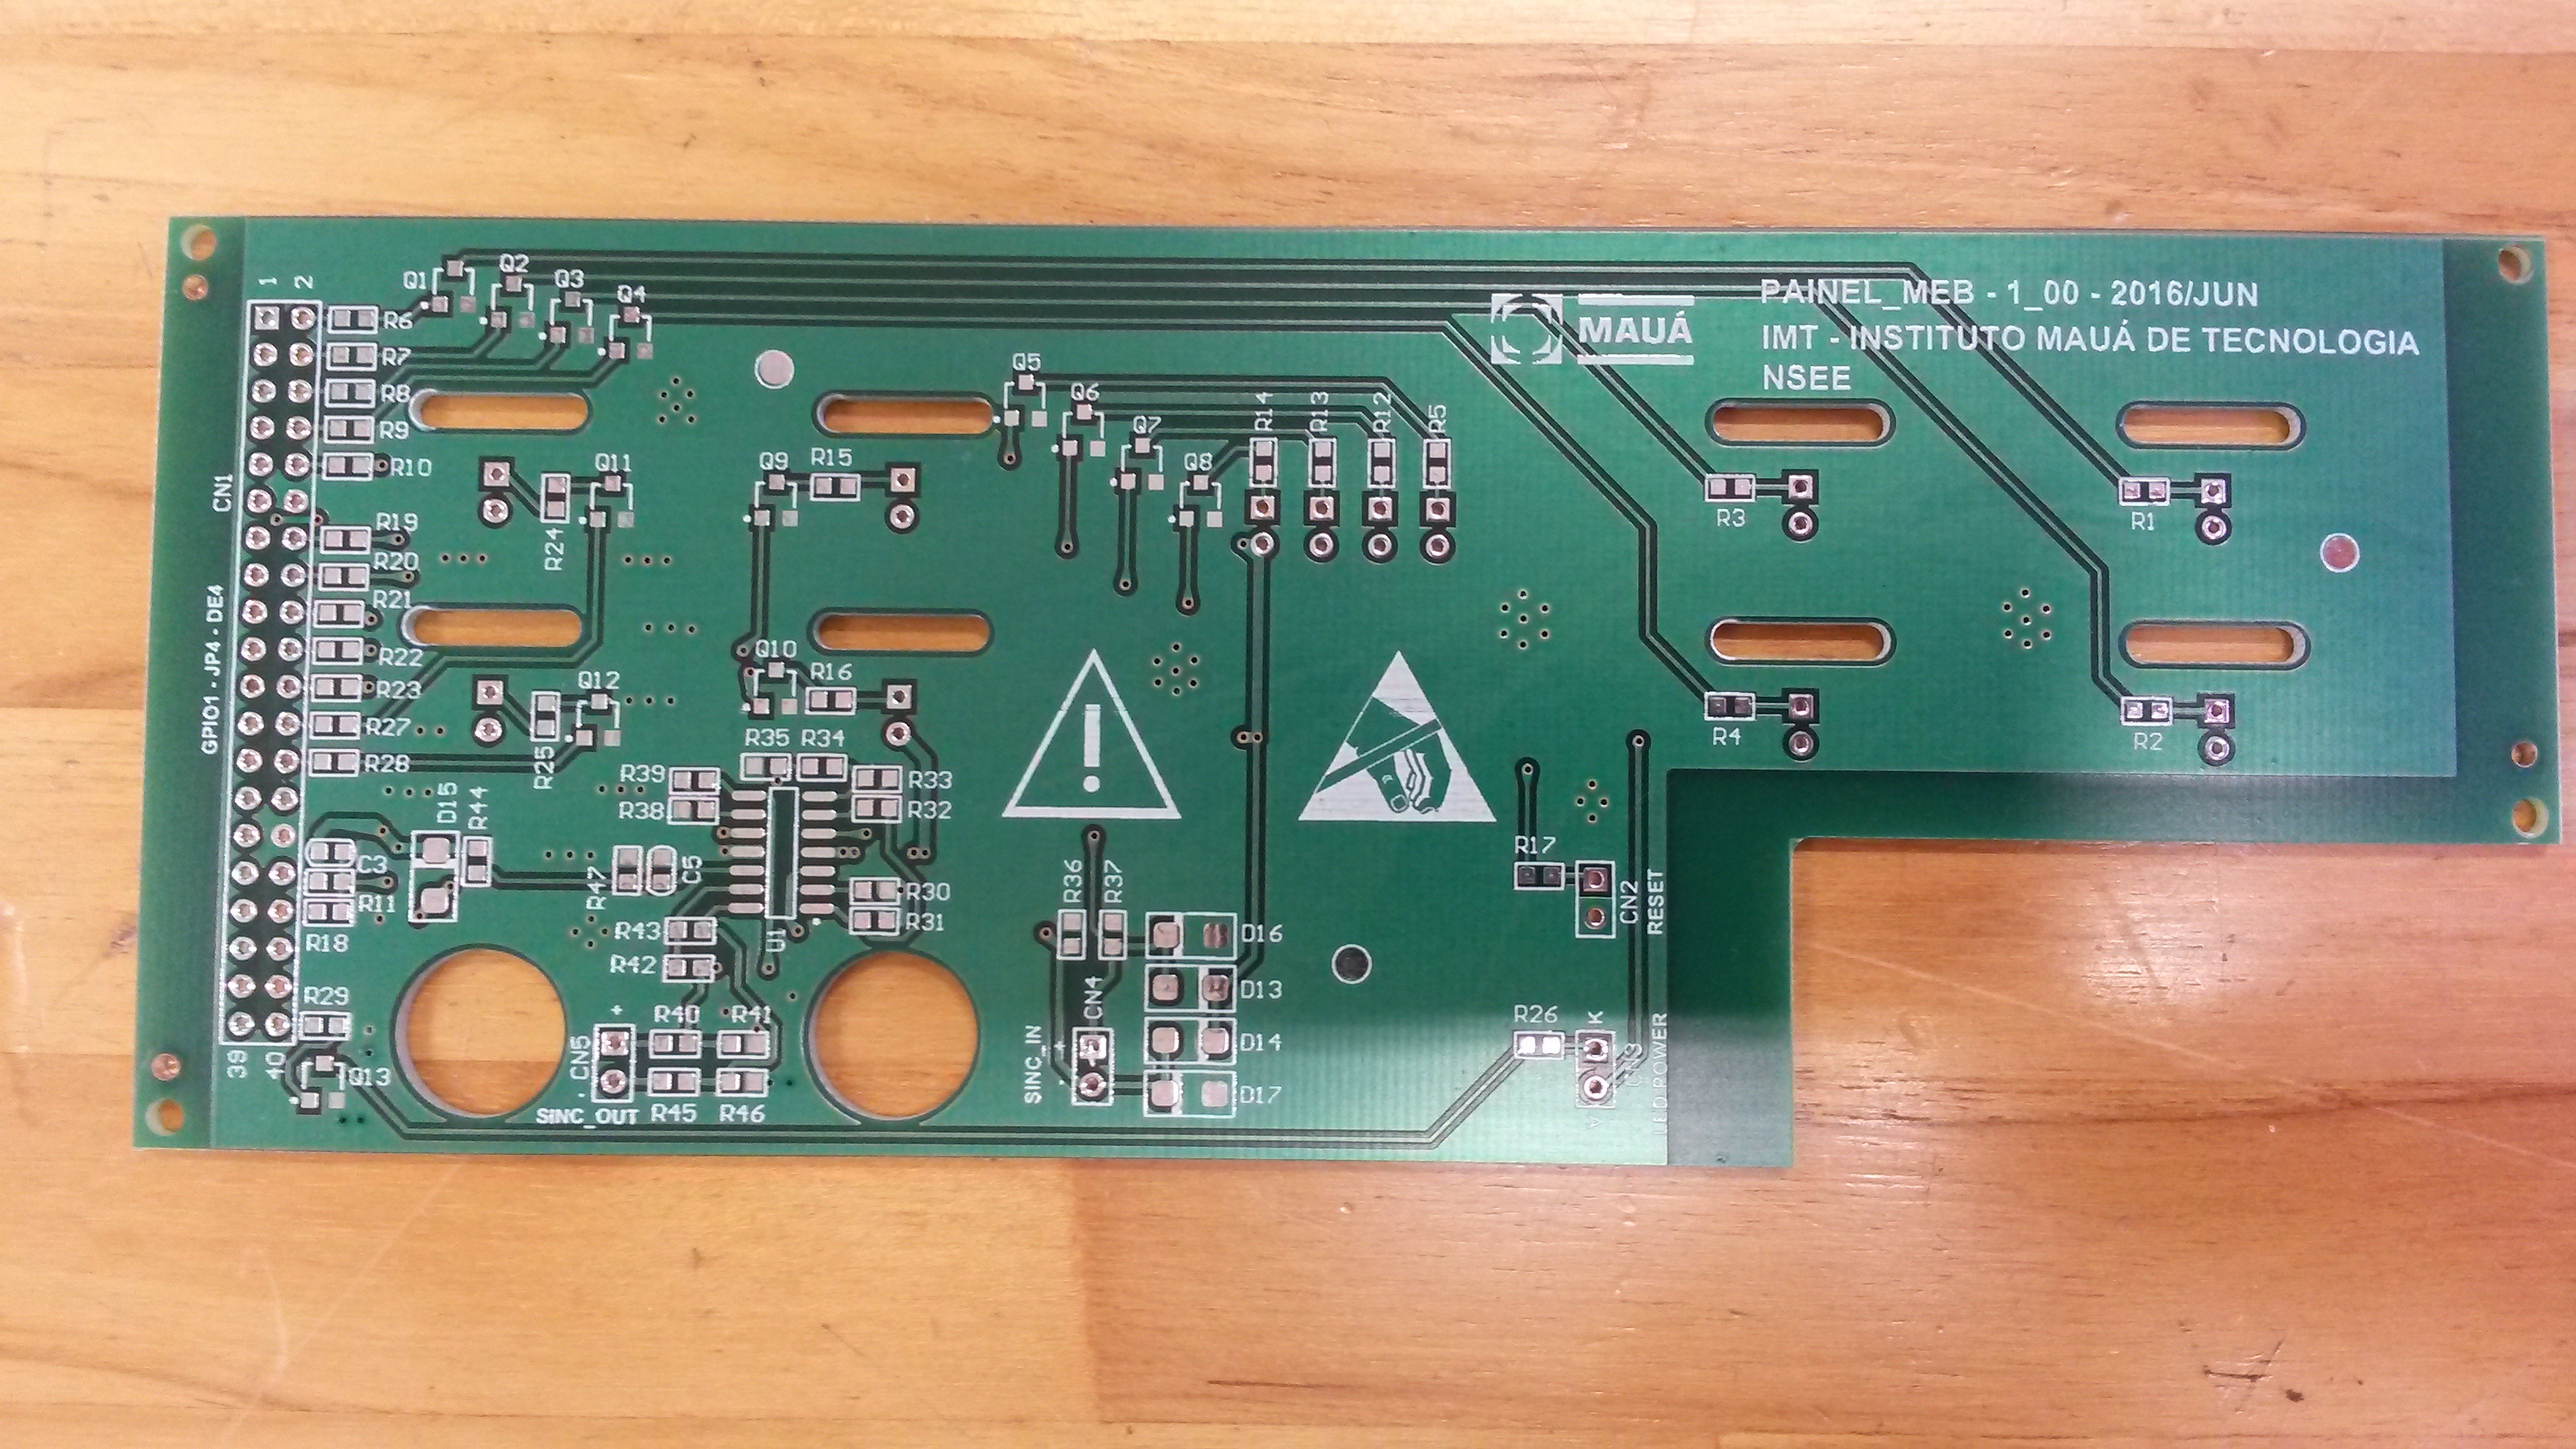 PAINEL_MEB - 1_00 - 2016/JUN
MAUÁ
IMT - INSTITUTO MAUÁ DE TECNOLOGIA
NSEE
1 2
Q1
Q2
Q3
Q4
R6
R7
R8
R9
R10
CN1
R19
R20
R21
R22
R23
R27
R28
GPIO1 - JP4 - DE4
Q5
Q6
Q7
Q8
R14
R13
R12
R5
Q11
R24
Q9
R15
R3
R1
Q12
R25
Q10
R16
R4
R2
!
R35
R34
R39
R38
R33
R32
D15
R44
C3
R11
R18
R47
C5
R30
R31
U1
R43
R42
R36
R37
R17
CN2
RESET
D16
D13
D14
D17
R29
39 40
Q13
+
CN5
-
SINC_OUT
R40
R41
R45
R46
SINC_IN
+
CN4
R26
K
CN3
LED POWER